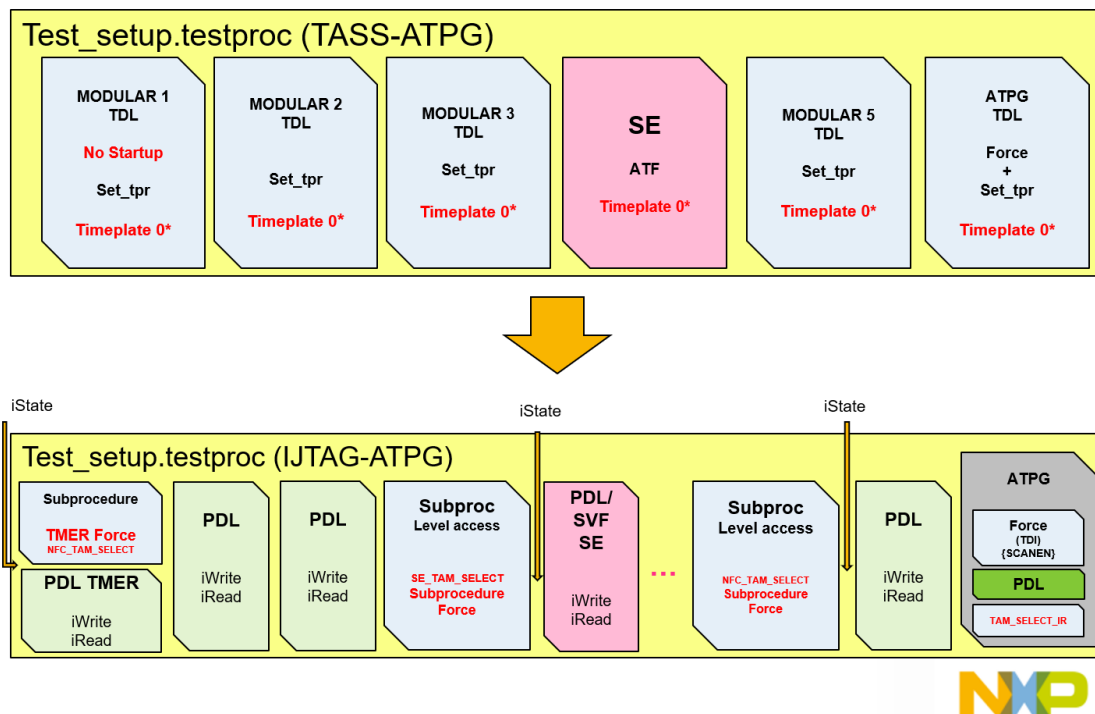 Test_setup.testproc (TASS-ATPG)
MODULAR 1
TDL
No Startup
Set_tpr
Timeplate 0*
MODULAR 2
TDL
Set_tpr
Timeplate 0*
MODULAR 3
TDL
Set_tpr
Timeplate 0*
SE
ATF
Timeplate 0*
MODULAR 5
TDL
Set_tpr
Timeplate 0*
ATPG
TDL
Force
+
Set_tpr
Timeplate 0*
iState
iState
iState
Test_setup.testproc (IJTAG-ATPG)
Subprocedure
TMER Force
NFC_TAM_SELECT
PDL TMER
iWrite
iRead
PDL
iWrite
iRead
PDL
iWrite
iRead
Subproc
Level access
SE_TAM_SELECT
Subprocedure
Force
PDL/
SVF
SE
iWrite
iRead
...
Subproc
Level access
NFC_TAM_SELECT
Subprocedure
Force
PDL
iWrite
iRead
ATPG
Force
(TDI)
{SCANEN}
PDL
TAM_SELECT_IR
NXP